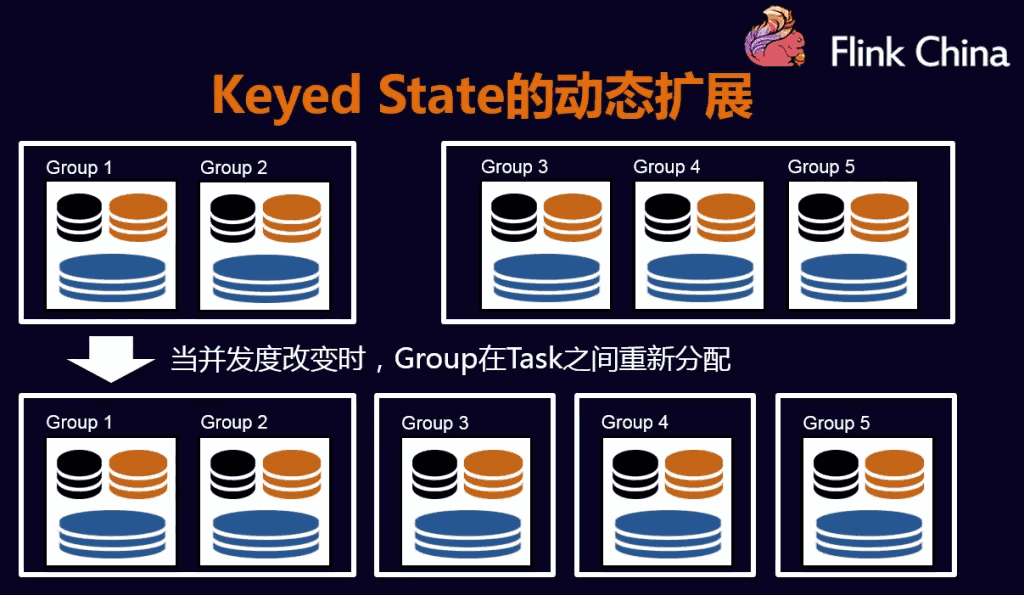 Flink China
Keyed State的动态扩展
Group 1
Group 2
Group 3
Group 4
Group 5
当并发度改变时，Group在Task之间重新分配
Group 1
Group 2
Group 3
Group 4
Group 5